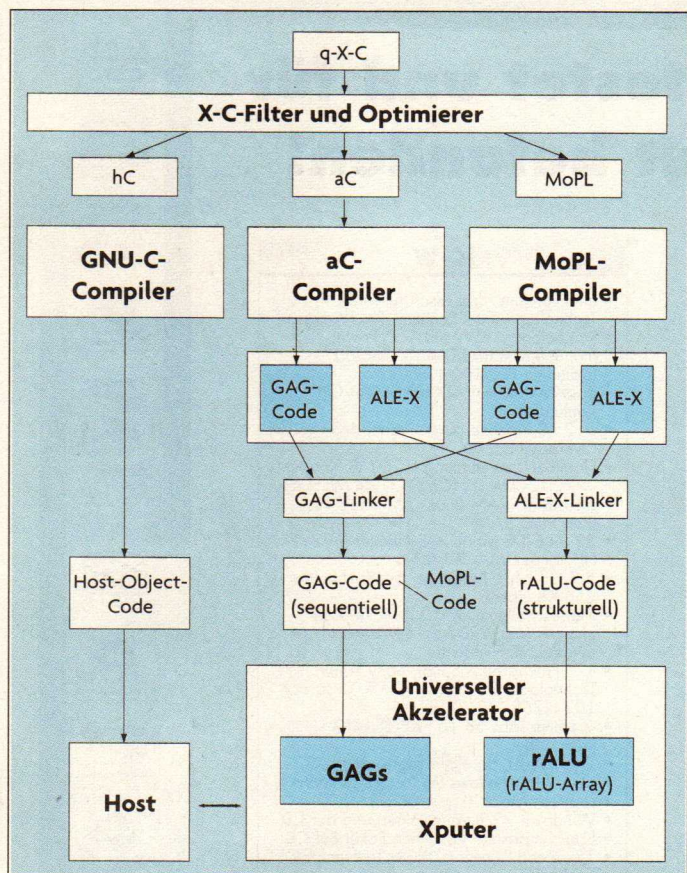 q-X-C
X-C-Filter und Optimierer
hC
aC
MoPL
GNU-C-
Compiler
aC-
Compiler
MoPL-
Compiler
GAG-
Code
ALE-X
GAG-
Code
ALE-X
GAG-Linker
ALE-X-Linker
Host-Object-
Code
GAG-Code
(sequentiell)
MoPL-
Code
rALU-Code
(strukturell)
Universeller
Akzelerator
GAGs
rALU
(rALU-Array)
Host
Xputer